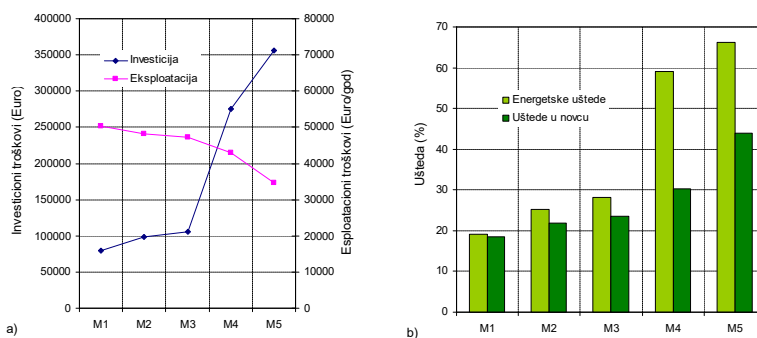 400000
350000
300000
250000
200000
150000
100000
50000
0
Investicioni troškovi (Euro)
Investicija
Eksploatacija
80000
70000
60000
50000
40000
30000
20000
10000
0
Esploatacioni troškovi (Euro/god)
M1 M2 M3 M4 M5
a)
70
60
50
40
30
20
10
0
Ušteda (%)
Energetske uštede
Uštede u novcu
M1 M2 M3 M4 M5
b)